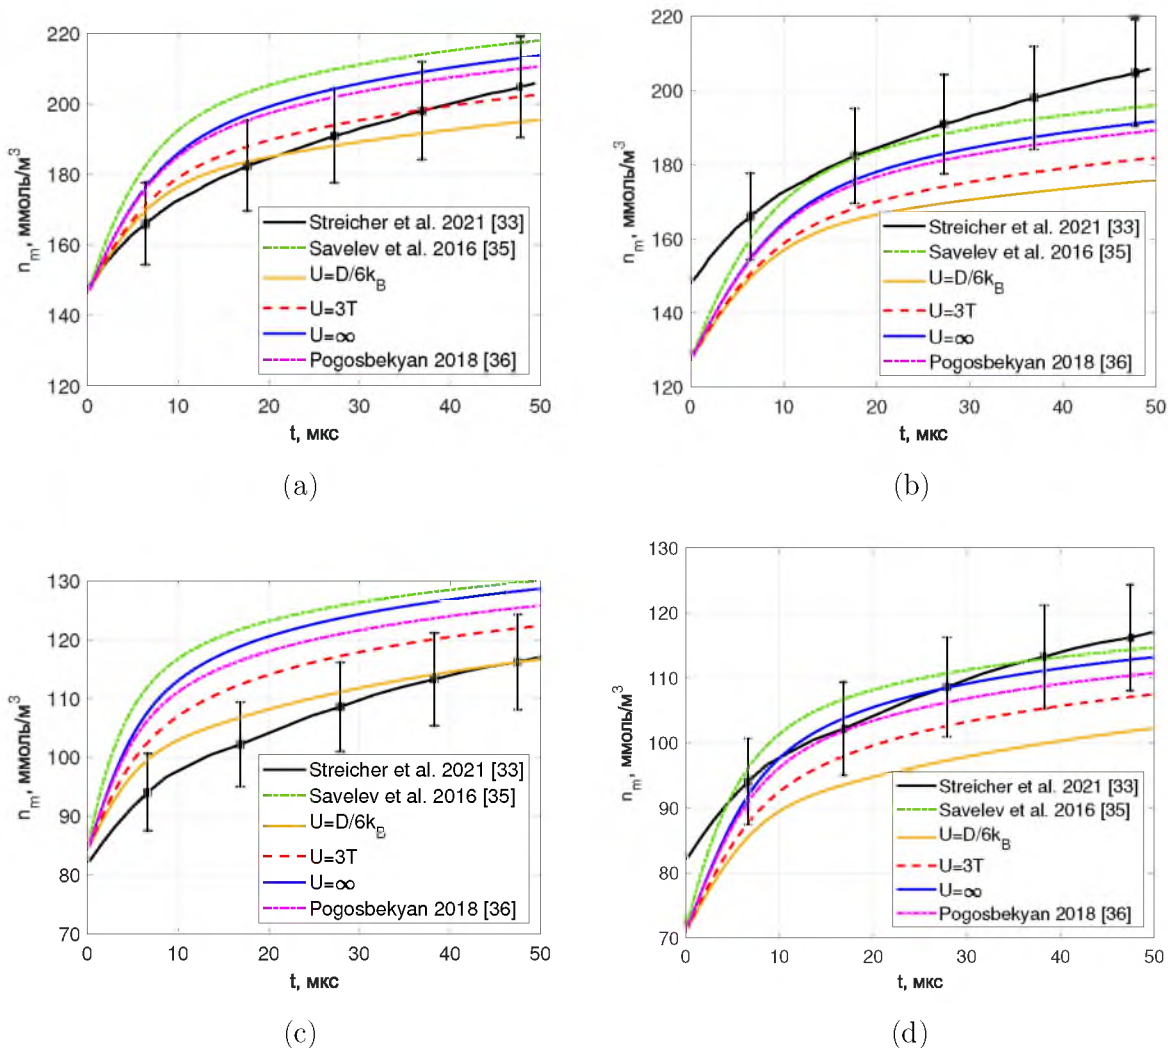 220
200
180
160
140
120
n_m, ммоль/м³
0 10 20 30 40 50
t, мкс
Streicher et al. 2021 [33]
Savelev et al. 2016 [35]
U=D/6k_B
U=3T
U=∞
Pogosbekyan 2018 [36]
(a)
220
200
180
160
140
120
n_m, ммоль/м³
0 10 20 30 40 50
t, мкс
Streicher et al. 2021 [33]
Savelev et al. 2016 [35]
U=D/6k_B
U=3T
U=∞
Pogosbekyan 2018 [36]
(b)
130
120
110
100
90
80
70
n_m, ммоль/м³
0 10 20 30 40 50
t, мкс
Streicher et al. 2021 [33]
Savelev et al. 2016 [35]
U=D/6k_B
U=3T
U=∞
Pogosbekyan 2018 [36]
(c)
130
120
110
100
90
80
70
n_m, ммоль/м³
0 10 20 30 40 50
t, мкс
Streicher et al. 2021 [33]
Savelev et al. 2016 [35]
U=D/6k_B
U=3T
U=∞
Pogosbekyan 2018 [36]
(d)